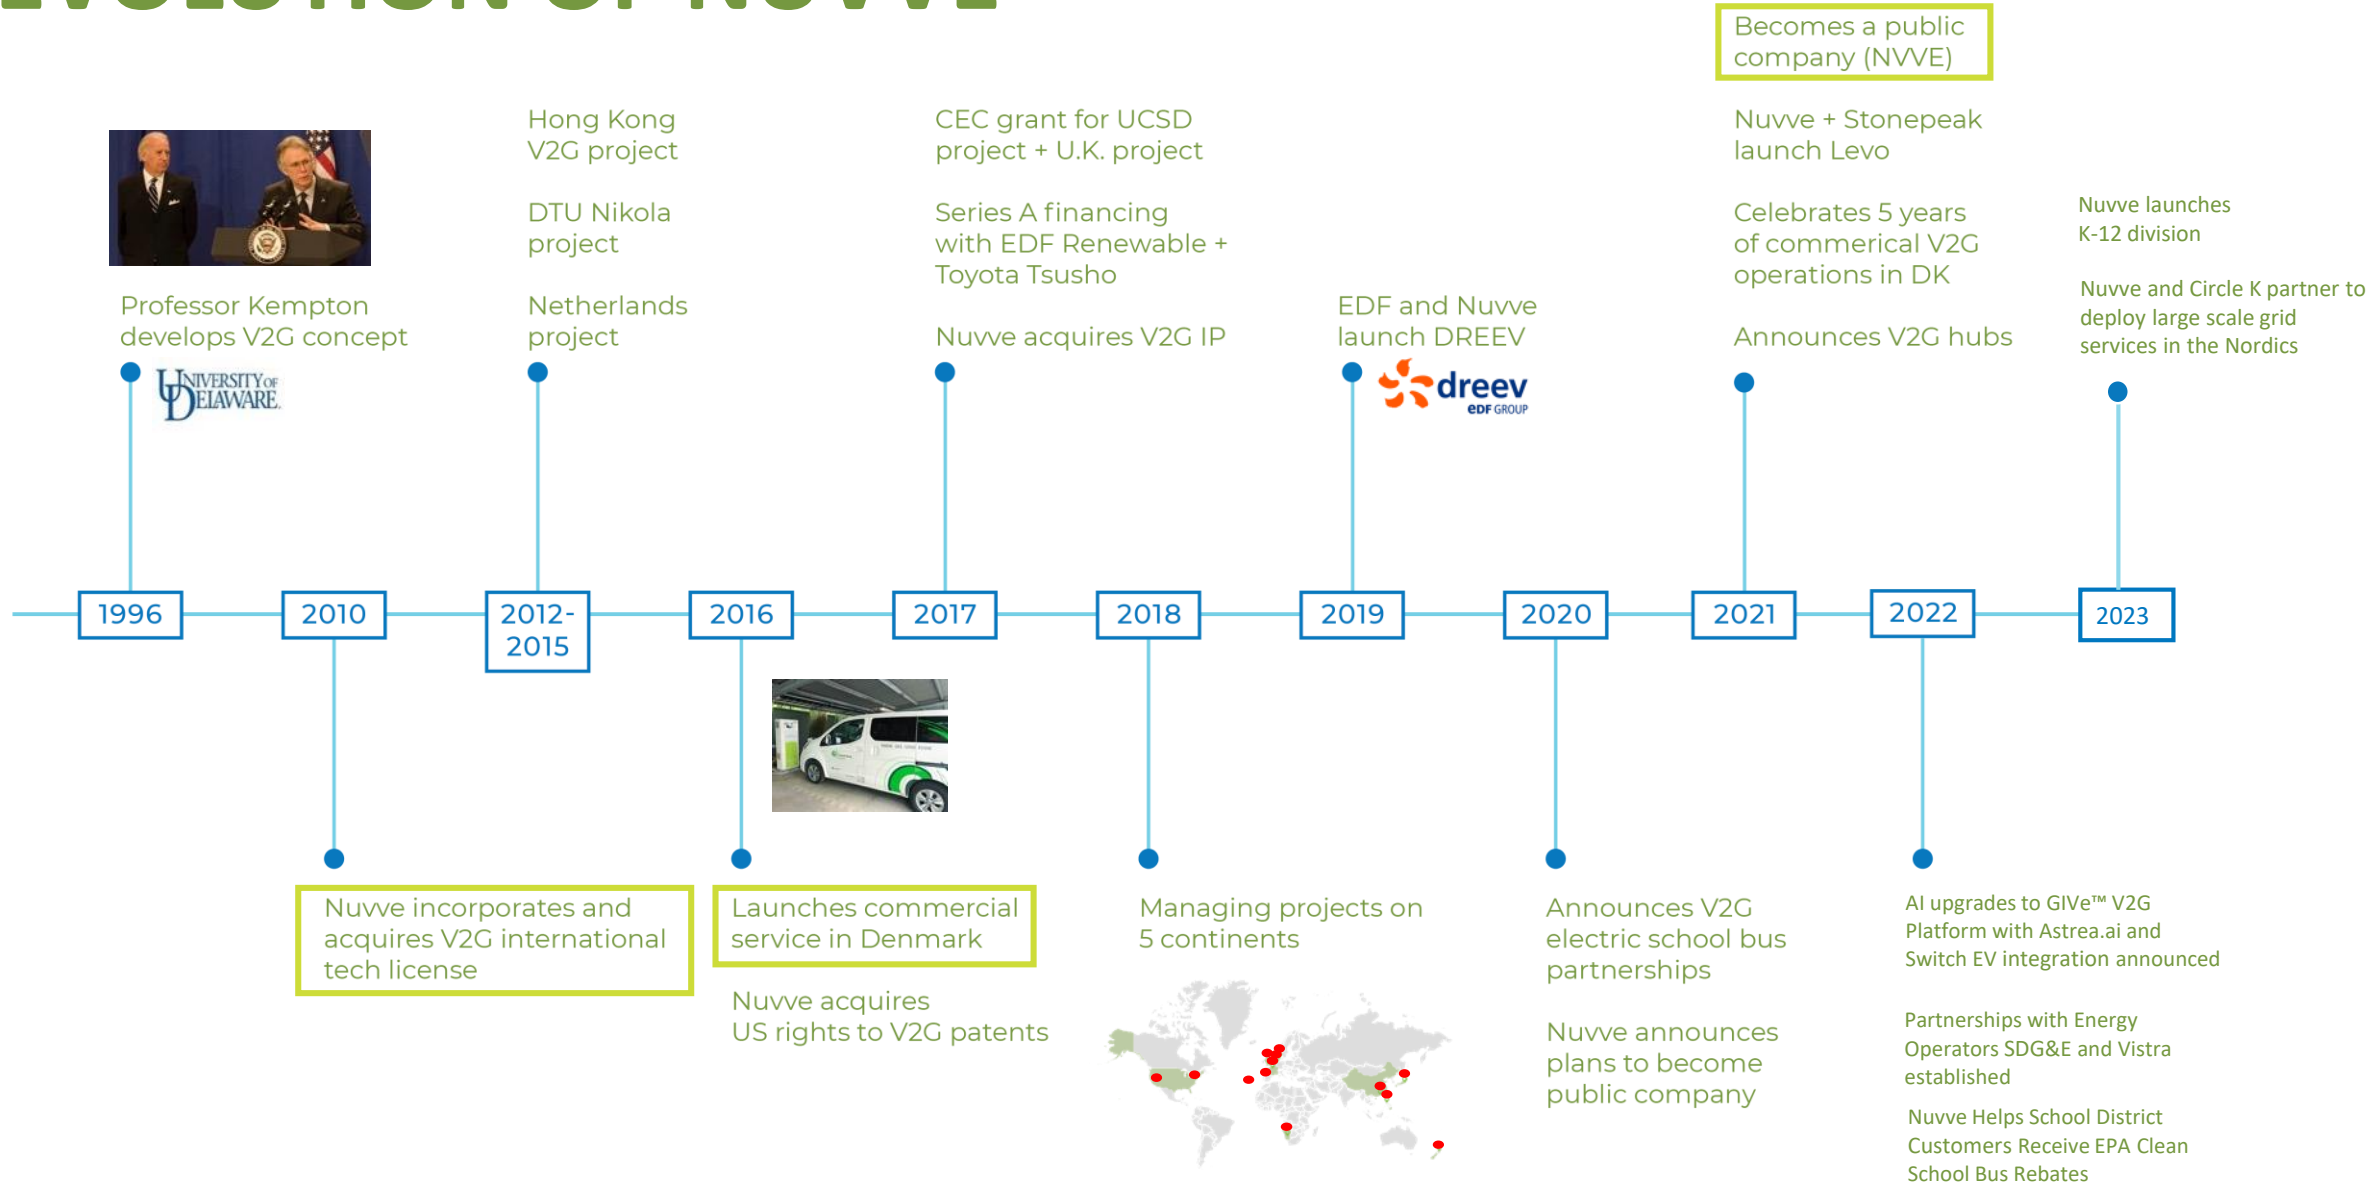 EVOLUTION OF NUVVE
Becomes a public
company (NVVE)
Hong Kong
V2G project
DTU Nikola
project
Netherlands
project
CEC grant for UCSD
project + U.K. project
Series A financing
with EDF Renewable +
Toyota Tsusho
Nuvve acquires V2G IP
Nuvve + Stonepeak
launch Levo
Celebrates 5 years
of commerical V2G
operations in DK
Announces V2G hubs
Nuvve launches
K-12 division
Nuvve and Circle K partner to
deploy large scale grid
services in the Nordics
Professor Kempton
develops V2G concept
UNIVERSITY OF
DELAWARE
EDF and Nuvve
launch DREEV
dreev
EDF GROUP
1996
2010
2012-
2015
2016
2017
2018
2019
2020
2021
2022
2023
Nuvve incorporates and
acquires V2G international
tech license
Launches commercial
service in Denmark
Nuvve acquires
US rights to V2G patents
Managing projects on
5 continents
Announces V2G
electric school bus
partnerships
Nuvve announces
plans to become
public company
AI upgrades to GIVe™ V2G
Platform with Astrea.ai and
Switch EV integration announced
Partnerships with Energy
Operators SDG&E and Vistra
established
Nuvve Helps School District
Customers Receive EPA Clean
School Bus Rebates